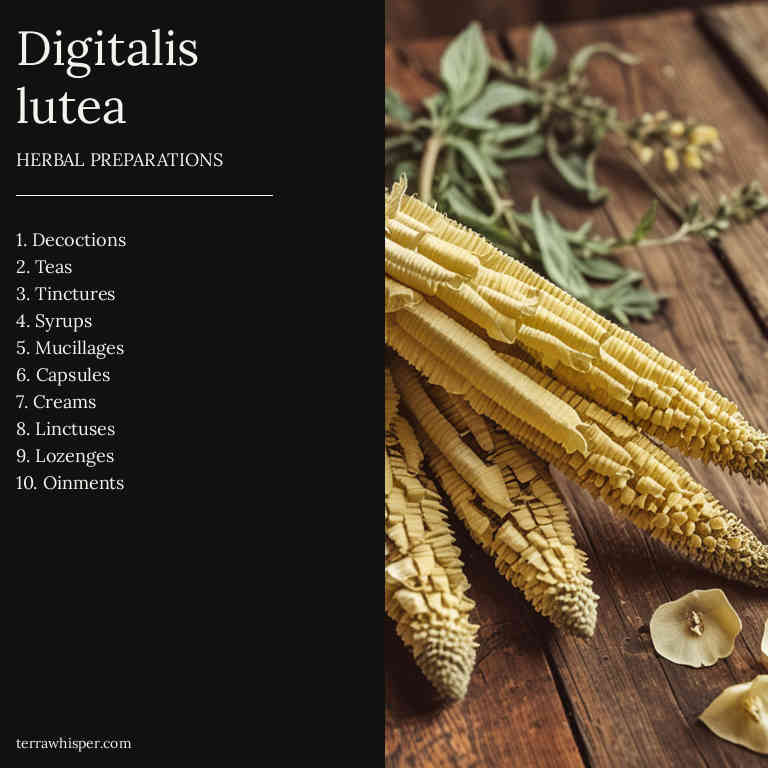 Digitalis
lutea
HERBAL PREPARATIONS
1. Decoctions
2. Teas
3. Tinctures
4. Syrups
5. Mucillages
6. Capsules
7. Creams
8. Linctuses
9. Lozenges
10. Oinments
terrawhisper.com